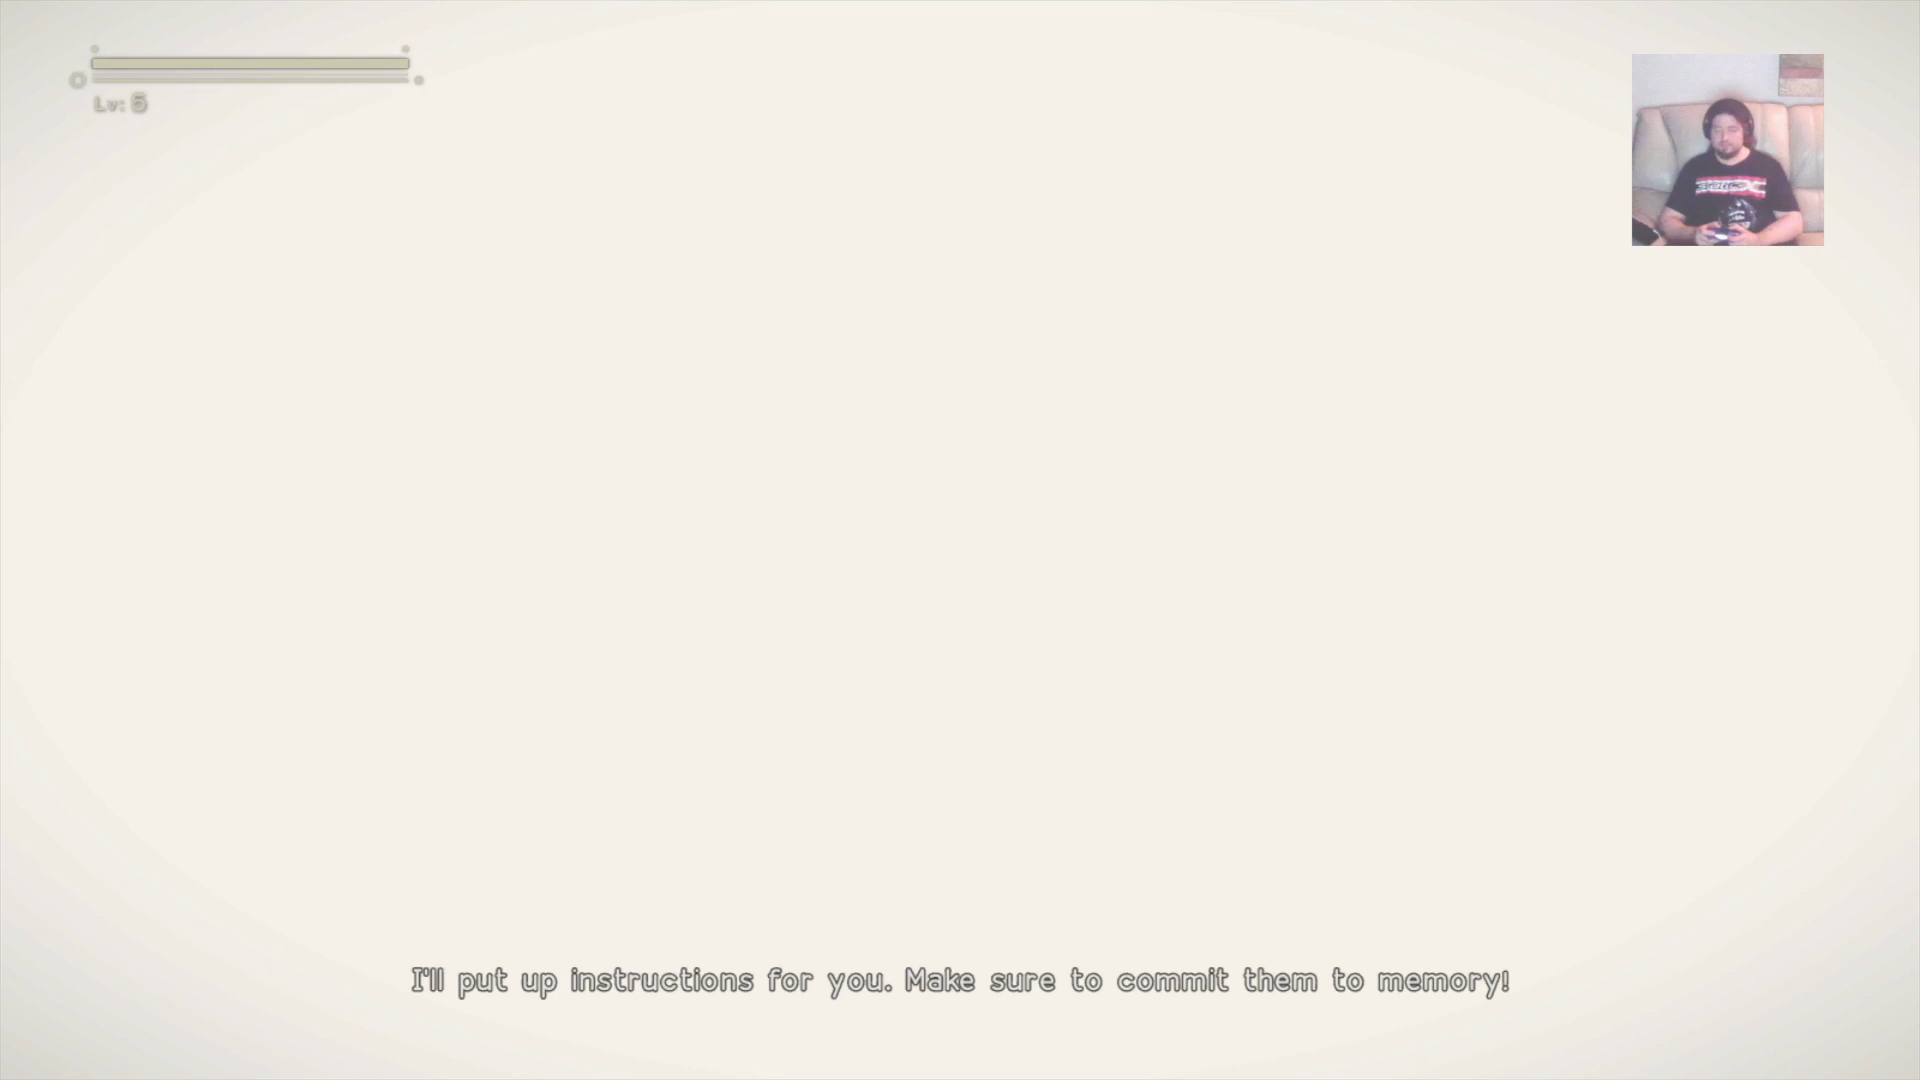 Lv: 6
I'll put up instructions for you. Make sure to commit them to memory!